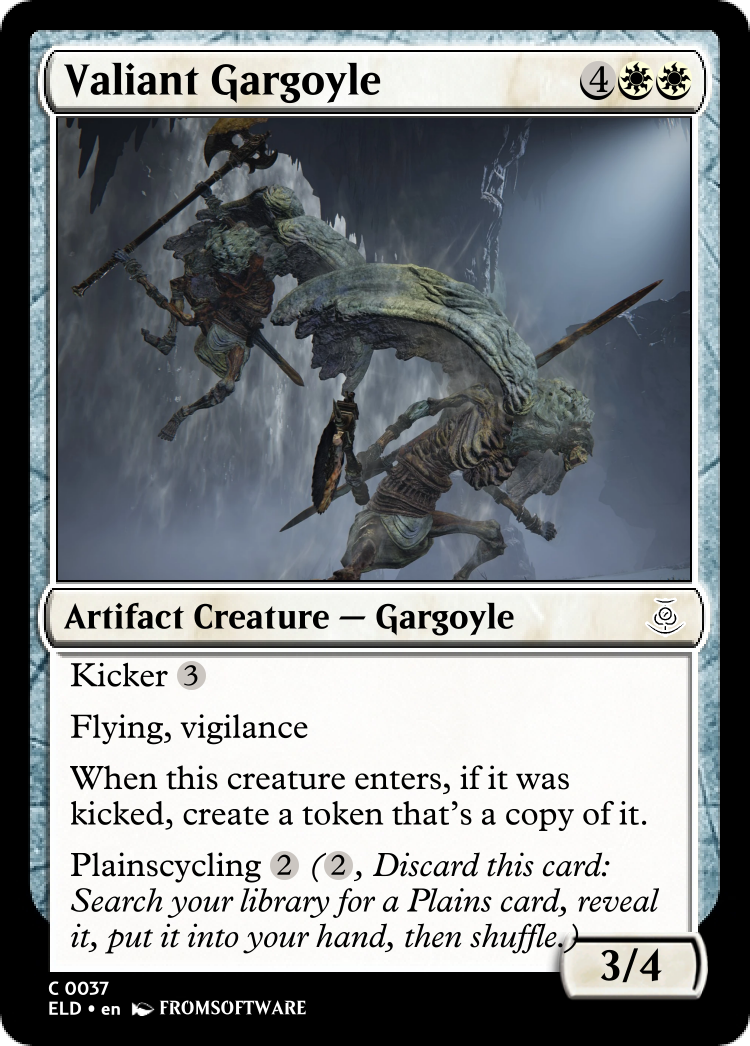 Valiant Gargoyle 4
Artifact Creature — Gargoyle
Kicker 3
Flying, vigilance
When this creature enters, if it was
kicked, create a token that's a copy of it.
Plainscycling 2 (2, Discard this card:
Search your library for a Plains card, reveal
it, put it into your hand, then shuffle.)
3/4
C 0037
ELD • en FROMSOFTWARE